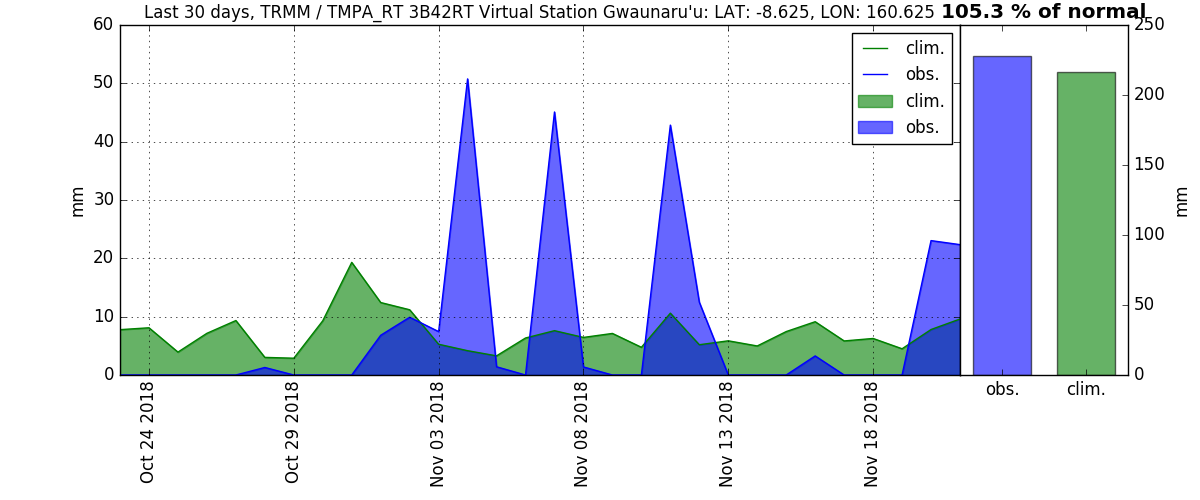 Last 30 days, TRMM / TMPA_RT 3B42RT Virtual Station Gwaunaru'u: LAT: -8.625, LON: 160.625 105.3 % of normal
60
50
40
30
20
10
0
mm
clim.
obs.
clim.
obs.
Oct 24 2018
Oct 29 2018
Nov 03 2018
Nov 08 2018
Nov 13 2018
Nov 18 2018
250
200
150
100
50
0
mm
obs.
clim.